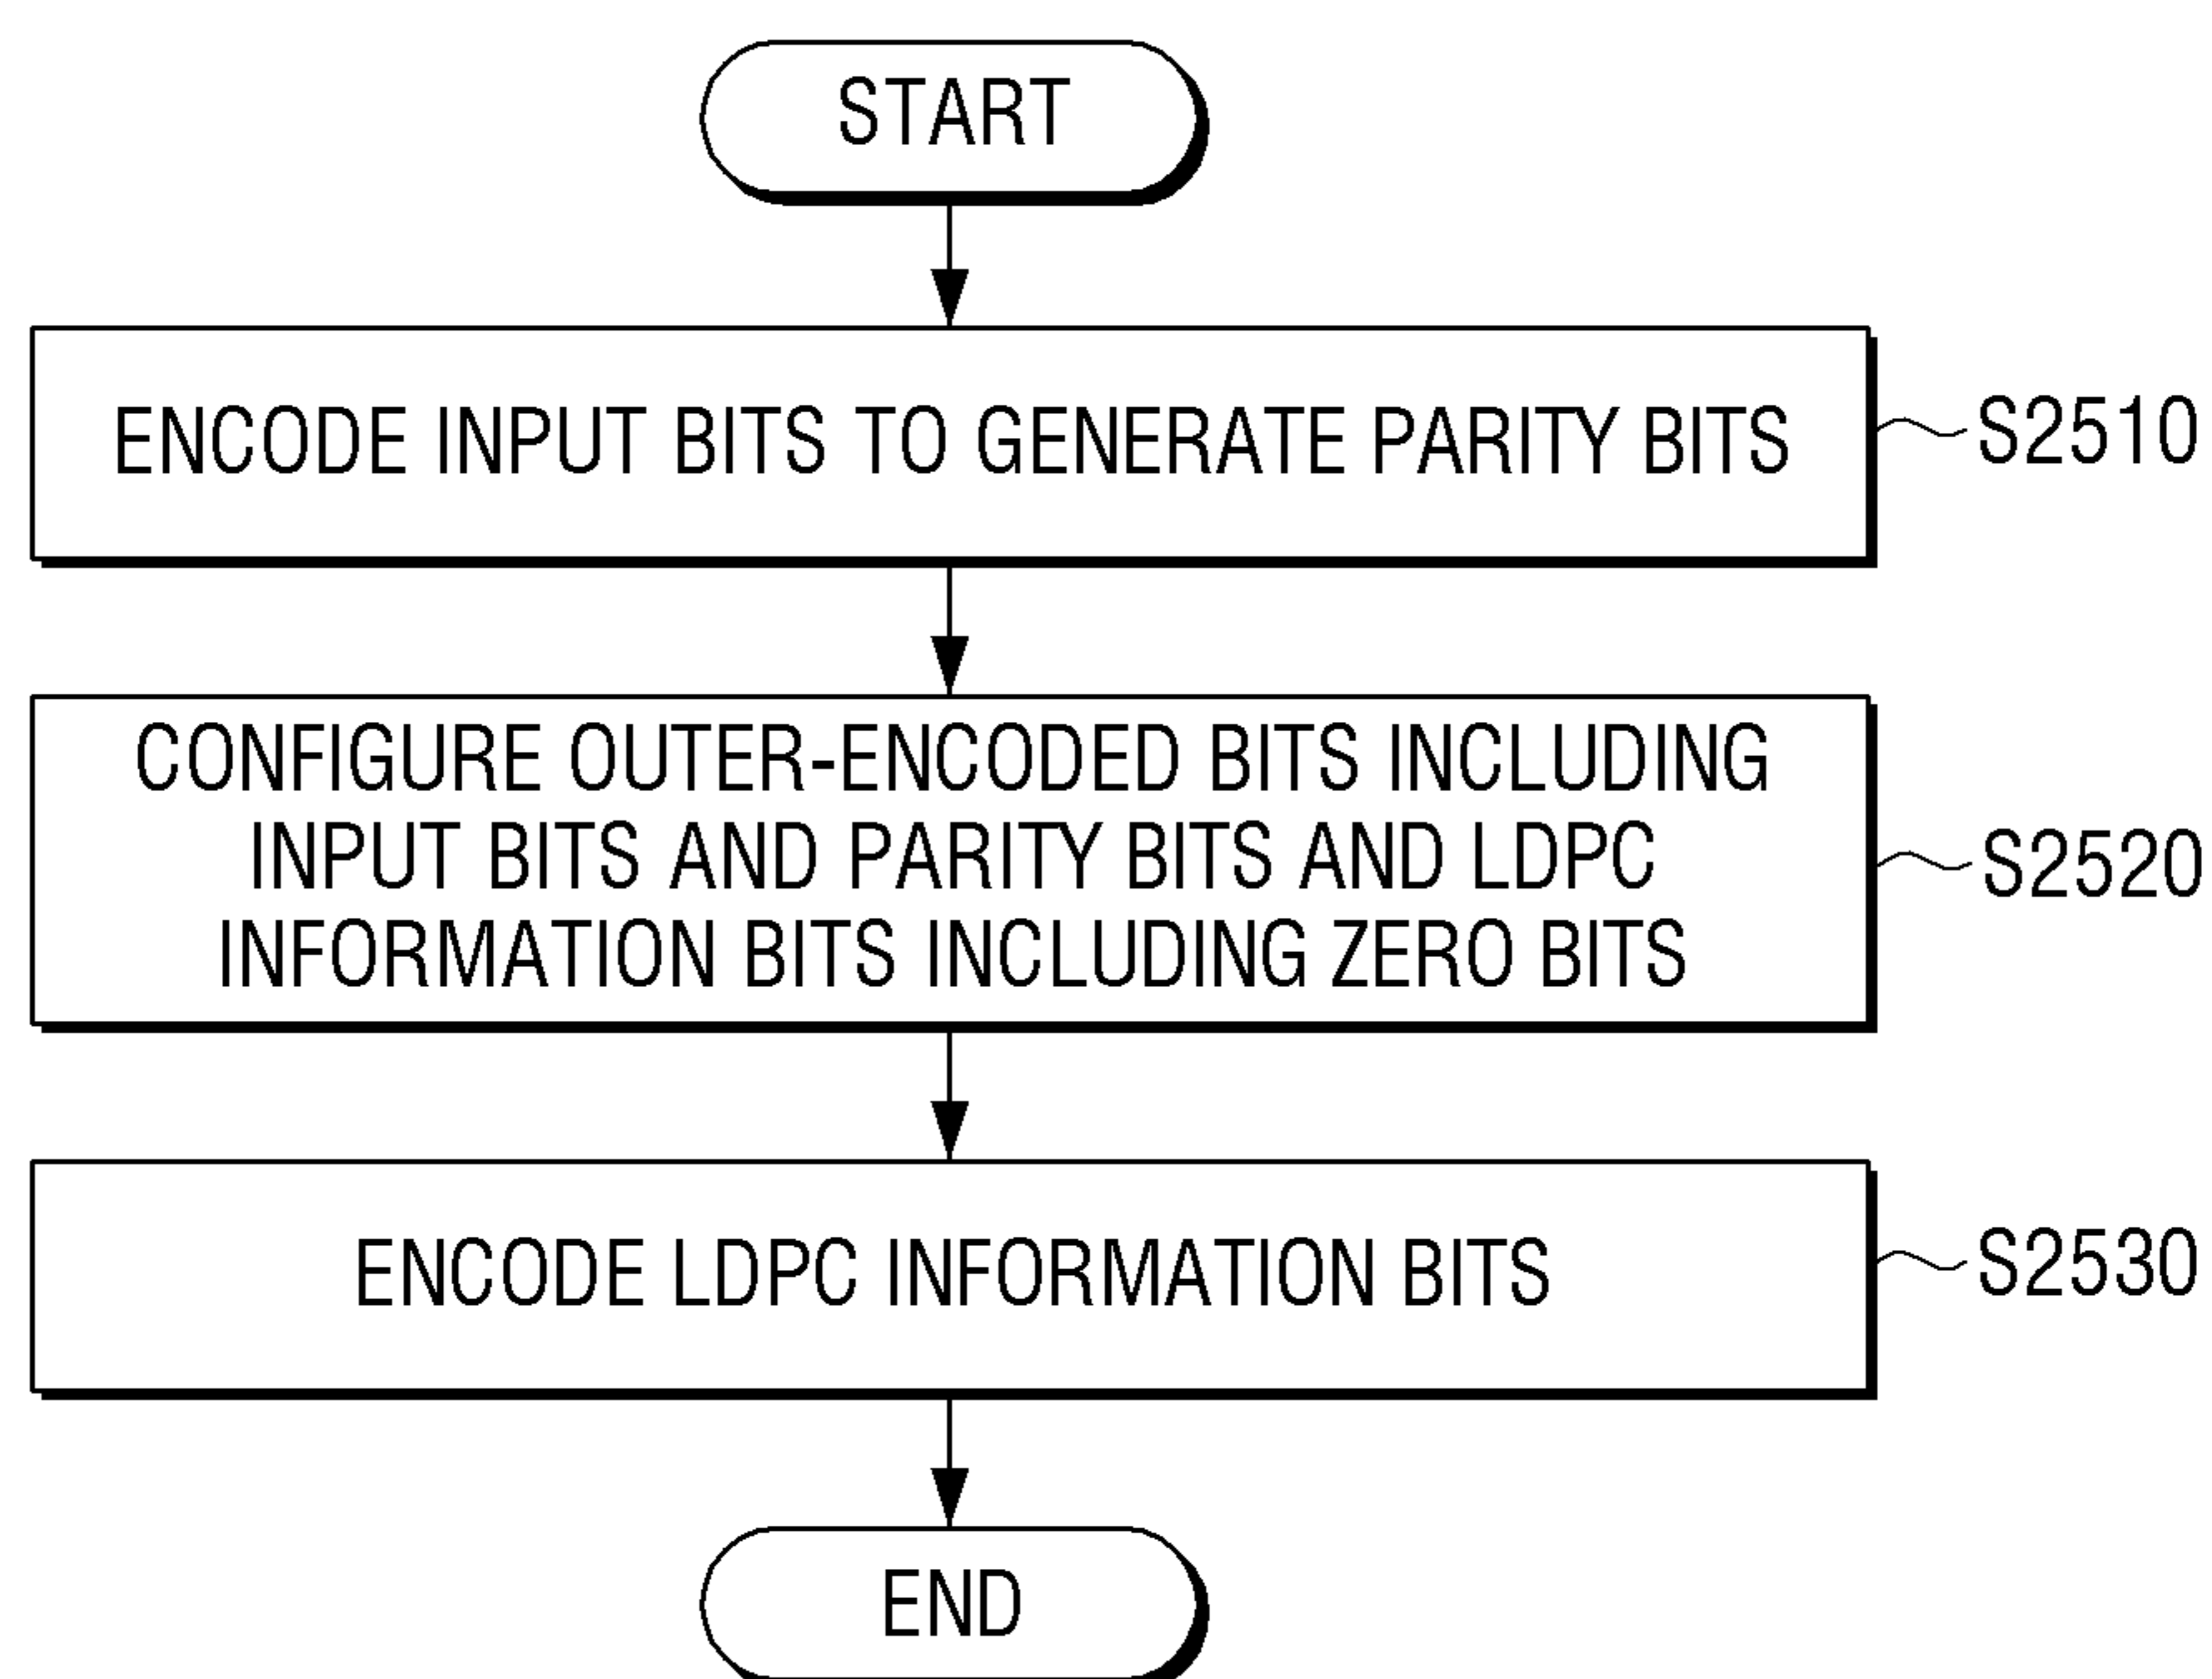 START
ENCODE INPUT BITS TO GENERATE PARITY BITS
S2510
CONFIGURE OUTER-ENCODED BITS INCLUDING
INPUT BITS AND PARITY BITS AND LDPC
INFORMATION BITS INCLUDING ZERO BITS
S2520
ENCODE LDPC INFORMATION BITS
S2530
END